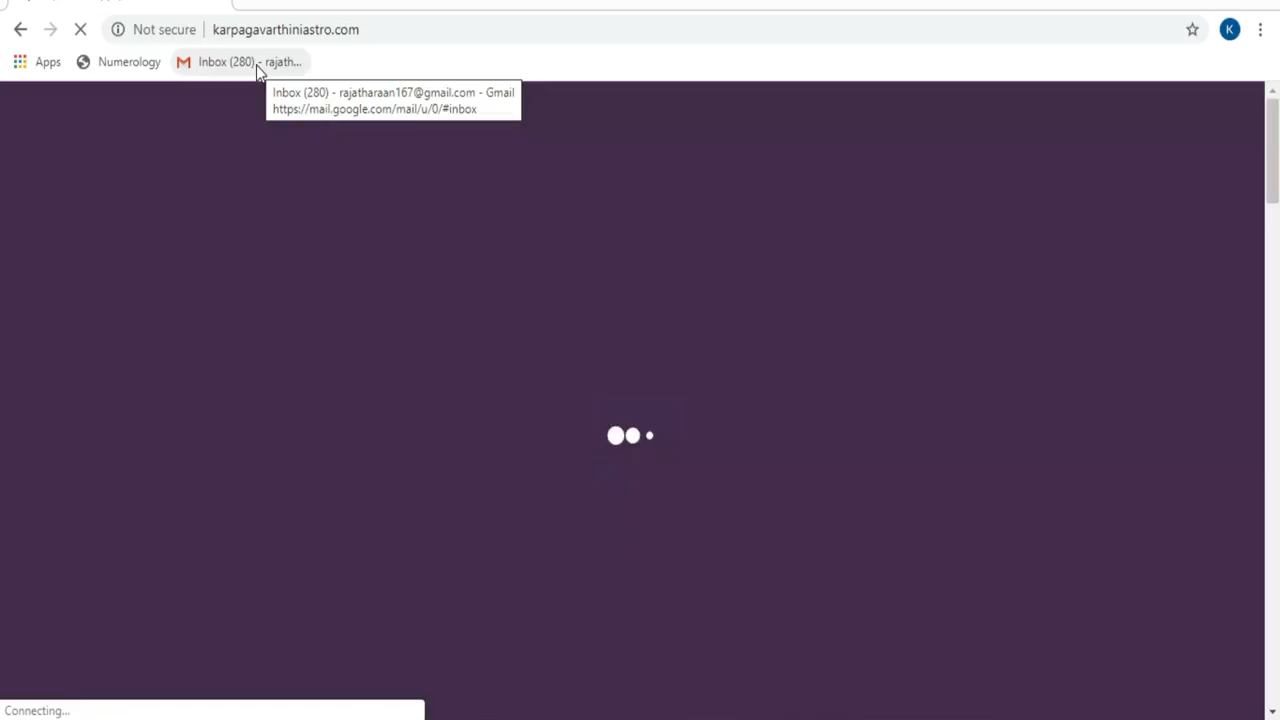 Not secure karpagavarthiniastro.com K
Apps Numerology Inbox (280) - rajath...
Inbox (280) - rajatharaan167@gmail.com - Gmail
https://mail.google.com/mail/u/0/#inbox
Connecting...